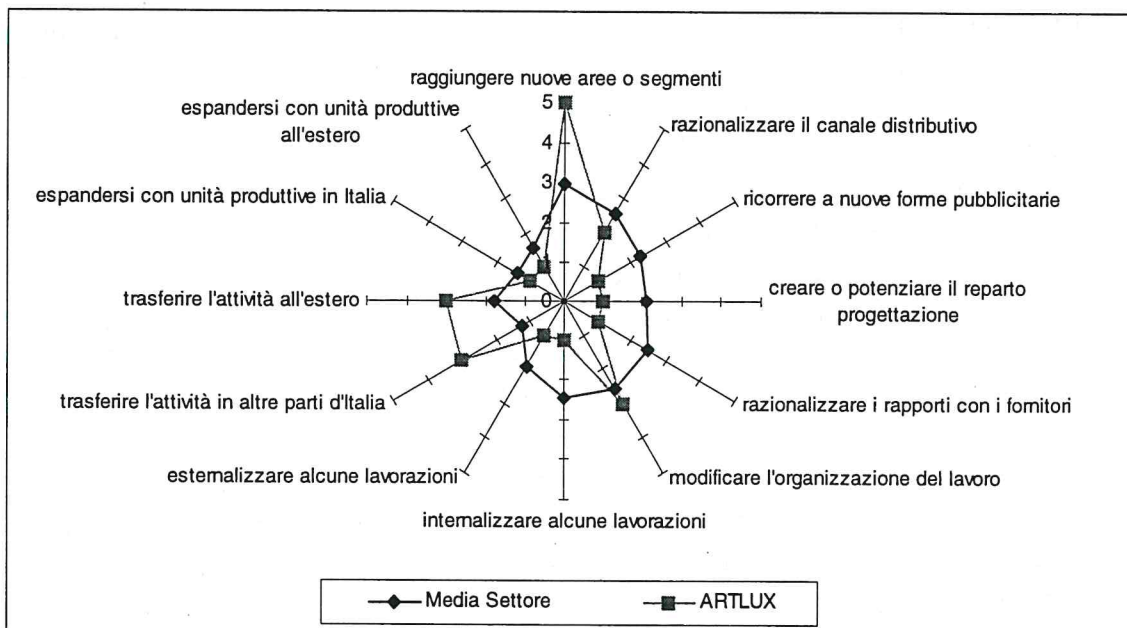 raggiungere nuove aree o segmenti
espandersi con unità produttive
all'estero
razionalizzare il canale distributivo
espandersi con unità produttive in Italia
ricorrere a nuove forme pubblicitarie
trasferire l'attività all'estero
creare o potenziare il reparto
progettazione
trasferire l'attività in altre parti d'Italia
razionalizzare i rapporti con i fornitori
esternalizzare alcune lavorazioni
modificare l'organizzazione del lavoro
internalizzare alcune lavorazioni
5
4
3
2
1
0
Media Settore
ARTLUX